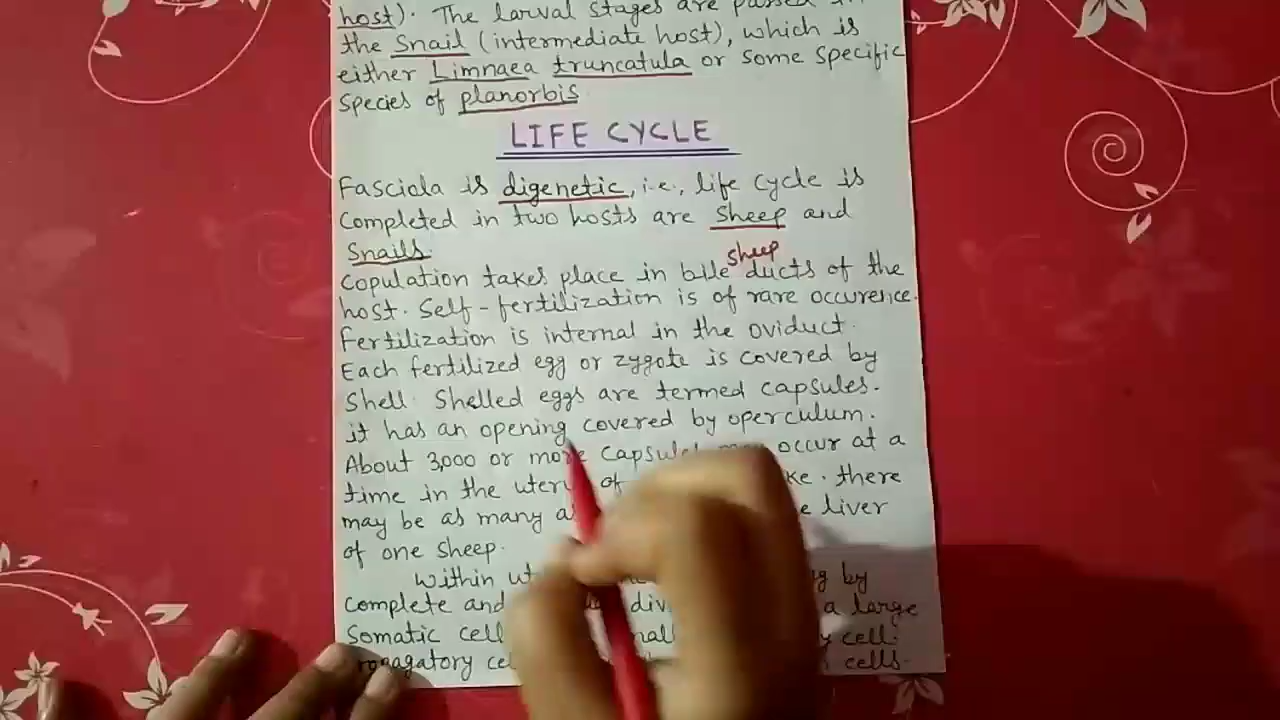 host). The larval stages are passed in
the Snail (intermediate host), which is
either Limnaea truncatula or some specific
species of planorbis
LIFE CYCLE
Fasciola is digenetic, i.e., life cycle is
completed in two hosts are sheep and
Snails.
sheep
copulation takes place in bile ducts of the
host. Self-fertilization is of rare occurence.
Fertilization is internal in the oviduct.
Each fertilized egg or zygote is covered by
shell. Shelled eggs are termed capsules.
it has an opening covered by operculum.
About 3,000 or more capsules may occur at a
time in the uterus of ke. there
may be as many as liver
of one sheep.
Within by
complete and a large
Somatic cell cell.
propagatory cells.